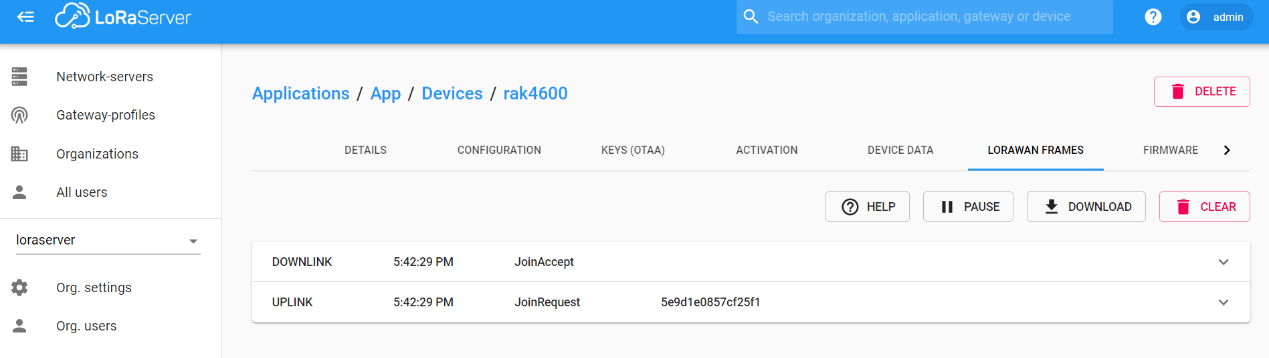 LoRaServer
Search organization, application, gateway or device
? admin
Network-servers
Gateway-profiles
Organizations
All users
loraserver
Org. settings
Org. users
Applications / App / Devices / rak4600
DELETE
DETAILS CONFIGURATION KEYS (OTAA) ACTIVATION DEVICE DATA LORAWAN FRAMES FIRMWARE
? HELP PAUSE DOWNLOAD CLEAR
DOWNLINK 5:42:29 PM JoinAccept
UPLINK 5:42:29 PM JoinRequest 5e9d1e0857cf25f1